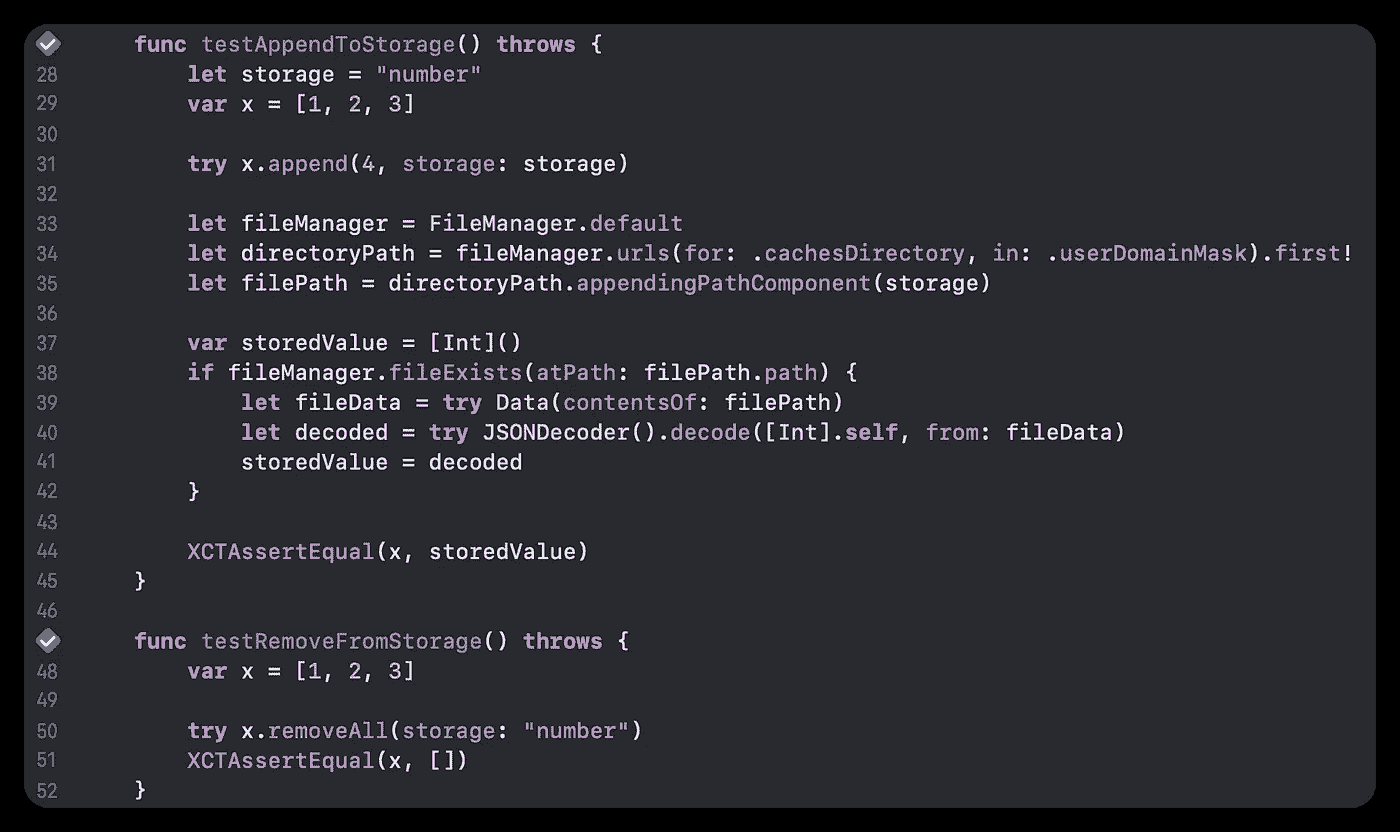 func testAppendToStorage() throws {
28 let storage = "number"
29 var x = [1, 2, 3]
30
31 try x.append(4, storage: storage)
32
33 let fileManager = FileManager.default
34 let directoryPath = fileManager.urls(for: .cachesDirectory, in: .userDomainMask).first!
35 let filePath = directoryPath.appendingPathComponent(storage)
36
37 var storedValue = [Int]()
38 if fileManager.fileExists(atPath: filePath.path) {
39 let fileData = try Data(contentsOf: filePath)
40 let decoded = try JSONDecoder().decode([Int].self, from: fileData)
41 storedValue = decoded
42 }
43
44 XCTAssertEqual(x, storedValue)
45 }
46
func testRemoveFromStorage() throws {
48 var x = [1, 2, 3]
49
50 try x.removeAll(storage: "number")
51 XCTAssertEqual(x, [])
52 }